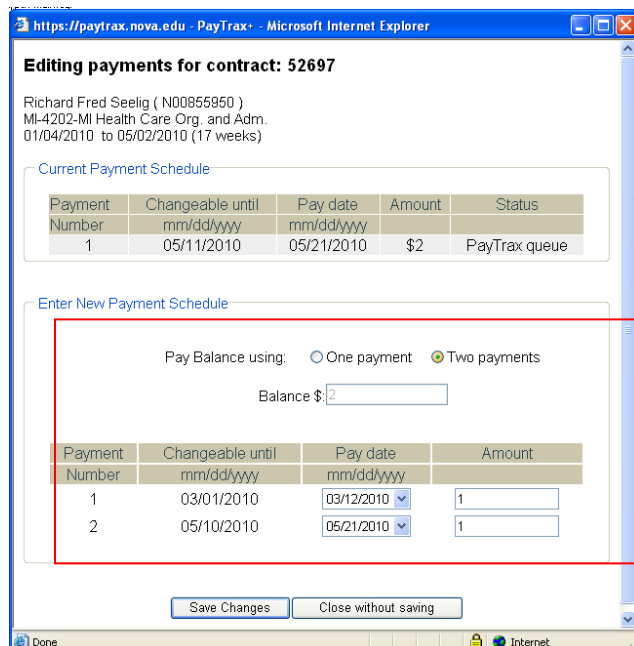 https://paytrax.nova.edu - PayTrax+ - Microsoft Internet Explorer
Editing payments for contract: 52697
Richard Fred Seelig ( N00855950 )
MI-4202-MI Health Care Org. and Adm.
01/04/2010 to 05/02/2010 (17 weeks)
Current Payment Schedule
Payment Changeable until Pay date Amount Status
Number mm/dd/yyyy mm/dd/yyyy
1 05/11/2010 05/21/2010 $2 PayTrax queue
Enter New Payment Schedule
Pay Balance using: One payment Two payments
Balance $: 2
Payment Changeable until Pay date Amount
Number mm/dd/yyyy mm/dd/yyyy
1 03/01/2010 03/12/2010 1
2 05/10/2010 05/21/2010 1
Save Changes Close without saving
Done Internet